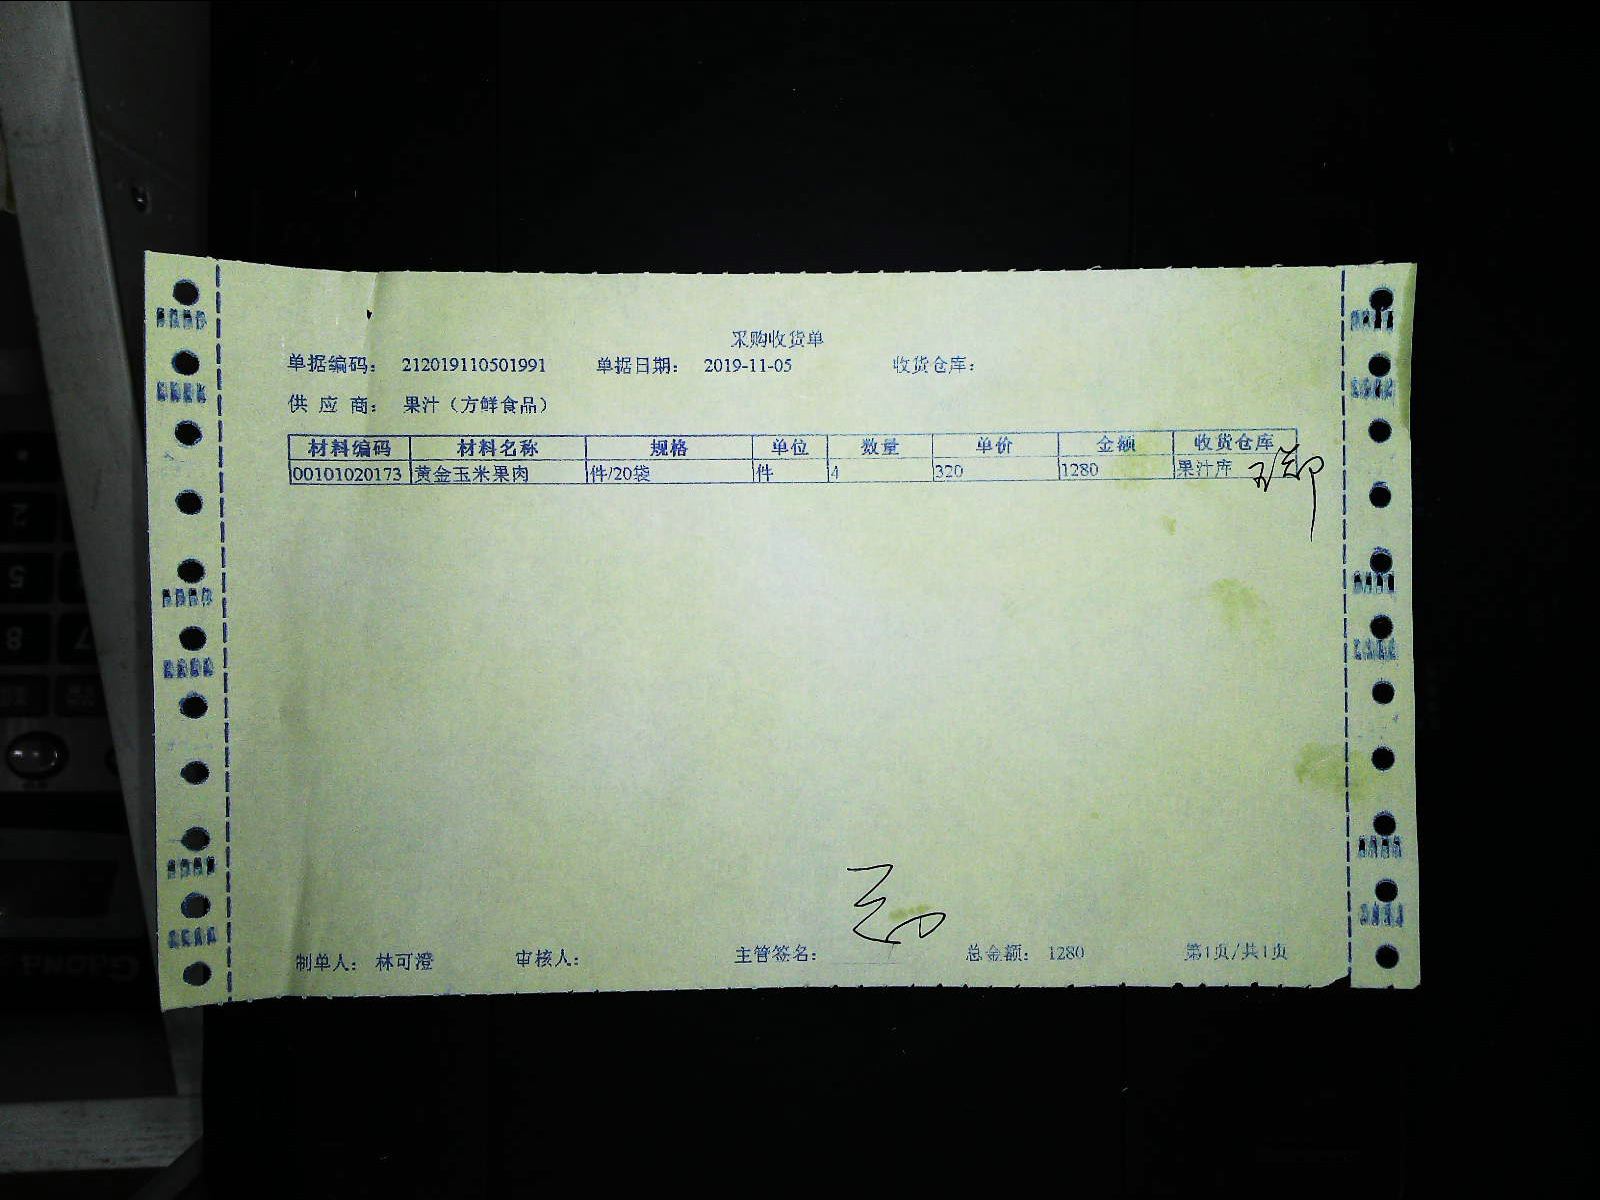 采购收货单
单据编码： 212019110501991 单据日期： 2019-11-05 收货仓库：
供 应 商： 果汁（方鲜食品）
材料编码 材料名称 规格 单位 数量 单价 金额 收货仓库
00101020173 黄金玉米果肉 件/20袋 件 4 320 1280 果汁库
制单人： 林可澄 审核人： 主管签名： 总金额： 1280 第1页/共1页